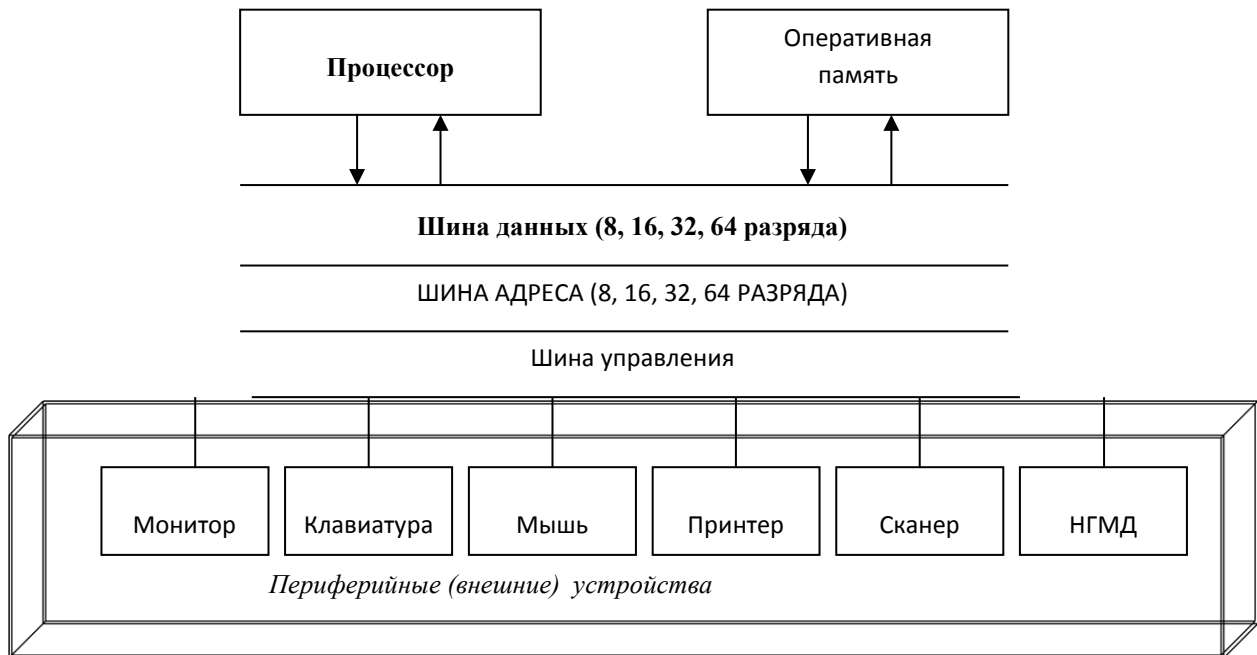 Процессор
Оперативная
память
Шина данных (8, 16, 32, 64 разряда)
ШИНА АДРЕСА (8, 16, 32, 64 РАЗРЯДА)
Шина управления
Монитор
Клавиатура
Мышь
Принтер
Сканер
НГМД
Периферийные (внешние) устройства